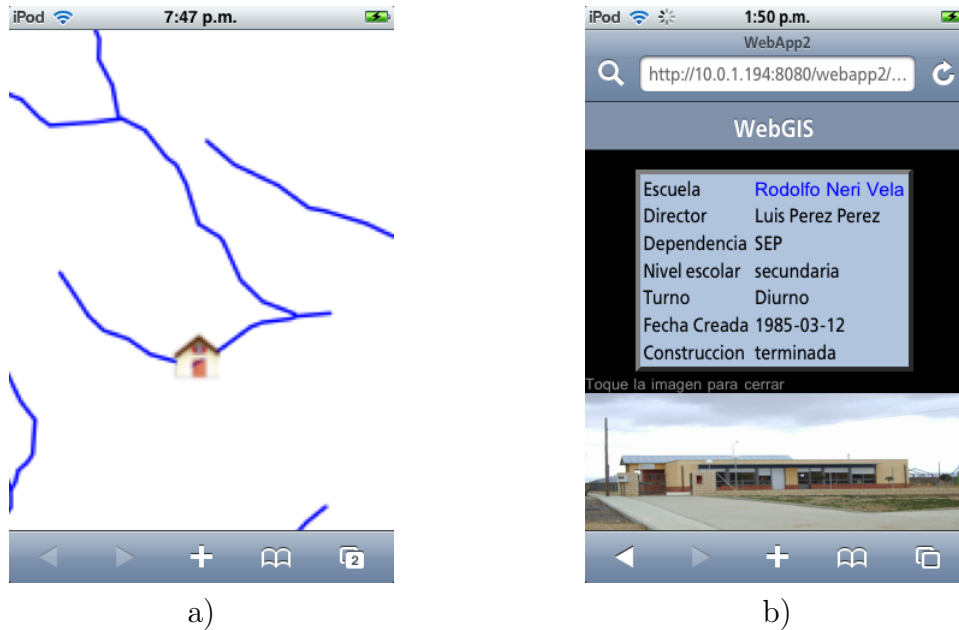 iPod 7:47 p.m.
2
a)
iPod 1:50 p.m.
WebApp2
http://10.0.1.194:8080/webapp2/...
WebGIS
Escuela Rodolfo Neri Vela
Director Luis Perez Perez
Dependencia SEP
Nivel escolar secundaria
Turno Diurno
Fecha Creada 1985-03-12
Construccion terminada
Toque la imagen para cerrar
b)